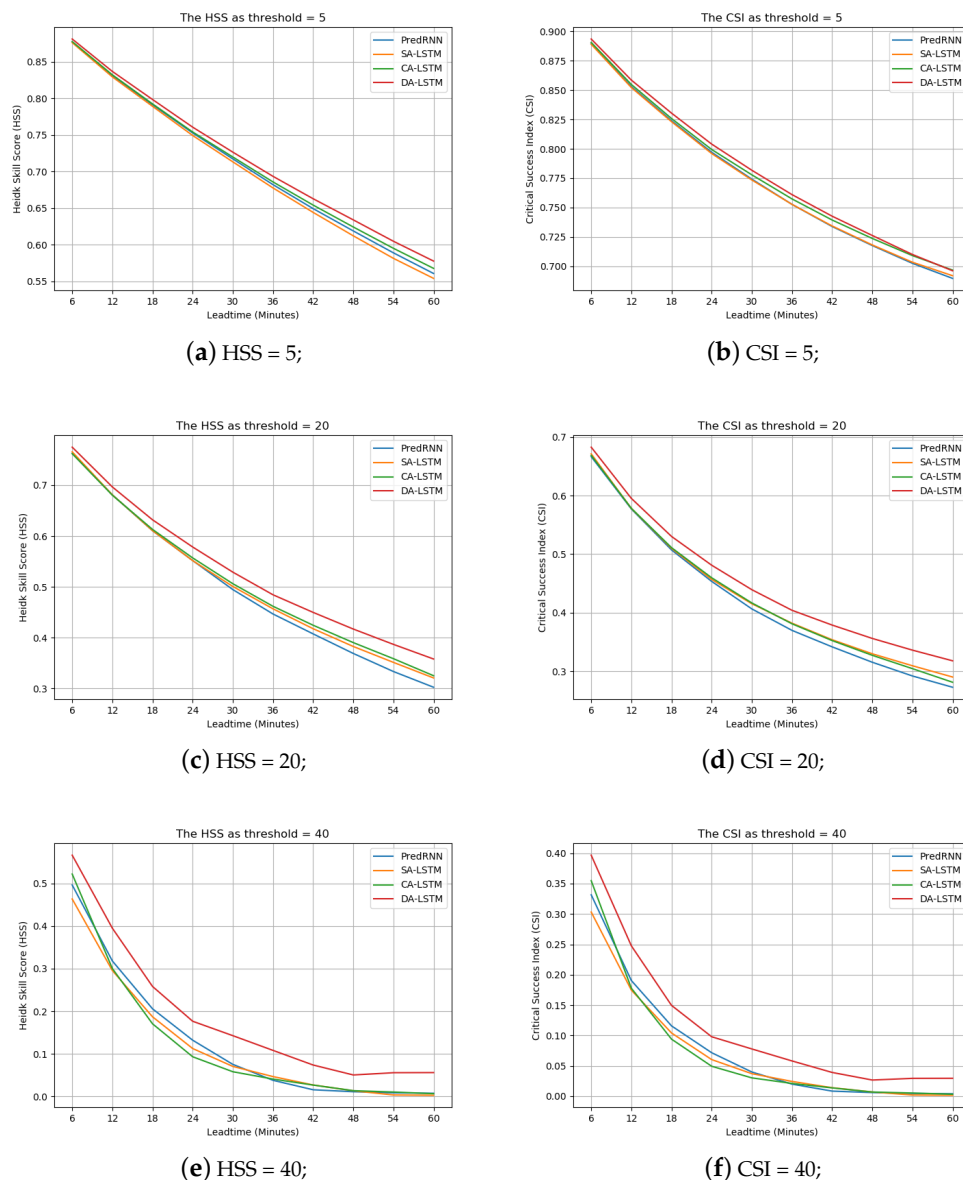 The HSS as threshold = 5
Heidk Skill Score (HSS)
0.85
0.80
0.75
0.70
0.65
0.60
0.55
PredRNN
SA-LSTM
CA-LSTM
DA-LSTM
6 12 18 24 30 36 42 48 54 60
Leadtime (Minutes)
(a) HSS = 5;
The CSI as threshold = 5
Critical Success Index (CSI)
0.900
0.875
0.850
0.825
0.800
0.775
0.750
0.725
0.700
PredRNN
SA-LSTM
CA-LSTM
DA-LSTM
6 12 18 24 30 36 42 48 54 60
Leadtime (Minutes)
(b) CSI = 5;
The HSS as threshold = 20
Heidk Skill Score (HSS)
0.7
0.6
0.5
0.4
0.3
PredRNN
SA-LSTM
CA-LSTM
DA-LSTM
6 12 18 24 30 36 42 48 54 60
Leadtime (Minutes)
(c) HSS = 20;
The CSI as threshold = 20
Critical Success Index (CSI)
0.7
0.6
0.5
0.4
0.3
PredRNN
SA-LSTM
CA-LSTM
DA-LSTM
6 12 18 24 30 36 42 48 54 60
Leadtime (Minutes)
(d) CSI = 20;
The HSS as threshold = 40
Heidk Skill Score (HSS)
0.5
0.4
0.3
0.2
0.1
0.0
PredRNN
SA-LSTM
CA-LSTM
DA-LSTM
6 12 18 24 30 36 42 48 54 60
Leadtime (Minutes)
(e) HSS = 40;
The CSI as threshold = 40
Critical Success Index (CSI)
0.40
0.35
0.30
0.25
0.20
0.15
0.10
0.05
0.00
PredRNN
SA-LSTM
CA-LSTM
DA-LSTM
6 12 18 24 30 36 42 48 54 60
Leadtime (Minutes)
(f) CSI = 40;